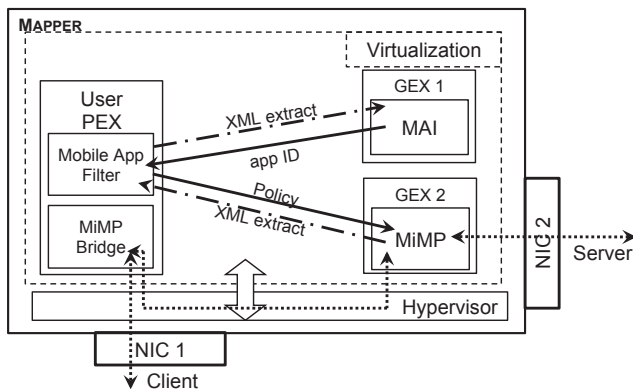 MAPPER
Virtualization
User
PEX
Mobile App
Filter
MiMP
Bridge
XML extract
app ID
Policy
XML extract
GEX 1
MAI
GEX 2
MiMP
NIC 2
Server
Hypervisor
NIC 1
Client